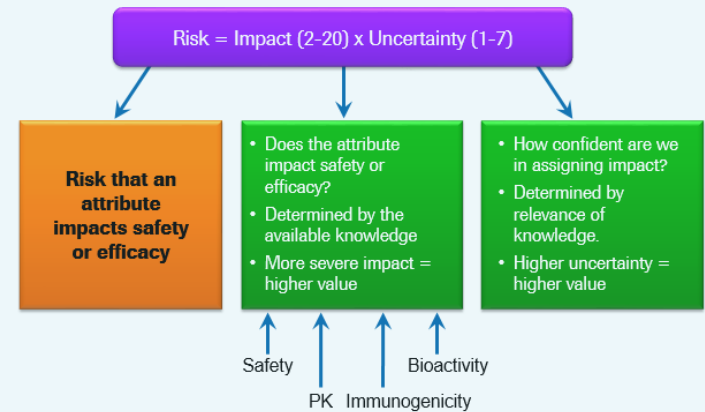 Risk = Impact (2-20) x Uncertainty (1-7)
Risk that an
attribute
impacts safety
or efficacy
• Does the attribute
impact safety or
efficacy?
• Determined by the
available knowledge
• More severe impact =
higher value
• How confident are we
in assigning impact?
• Determined by
relevance of
knowledge.
• Higher uncertainty =
higher value
Safety
Bioactivity
PK
Immunogenicity